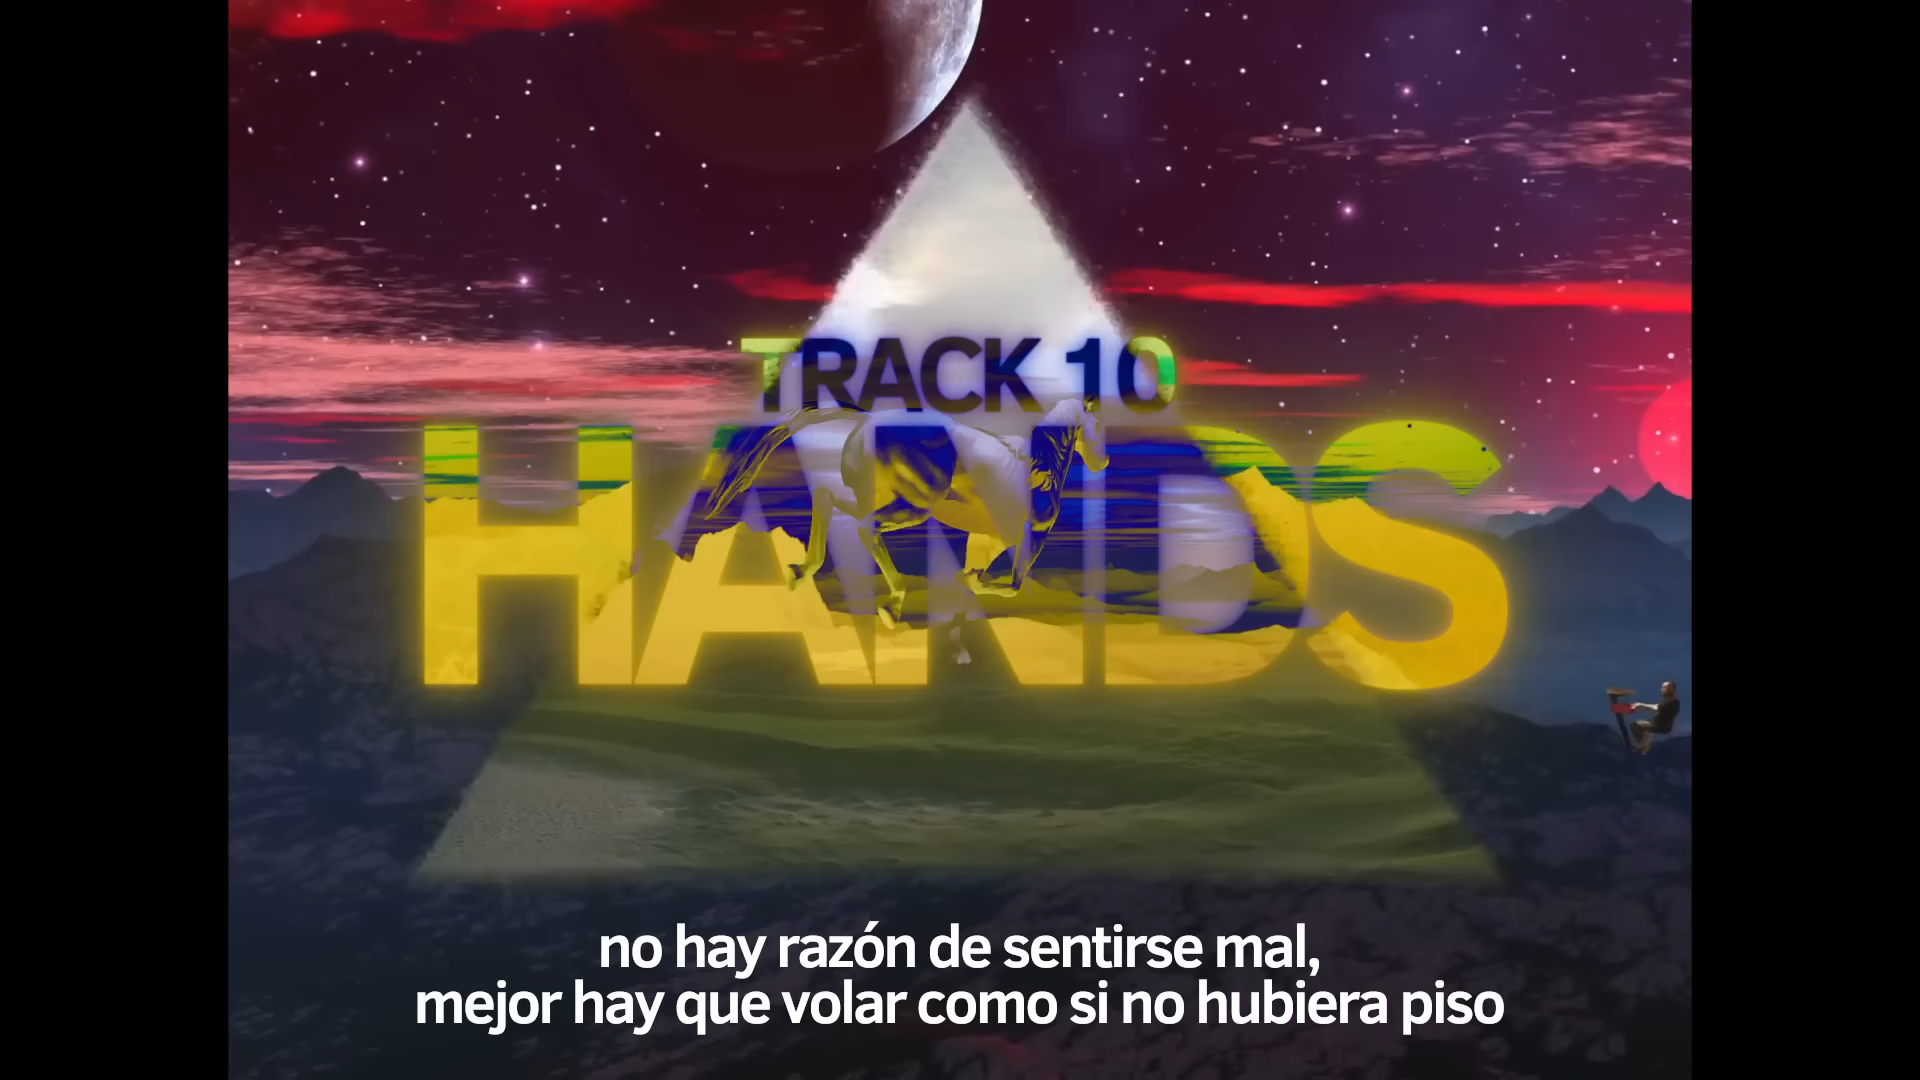 TRACK 10
HANDS
no hay razón de sentirse mal,
mejor hay que volar como si no hubiera piso